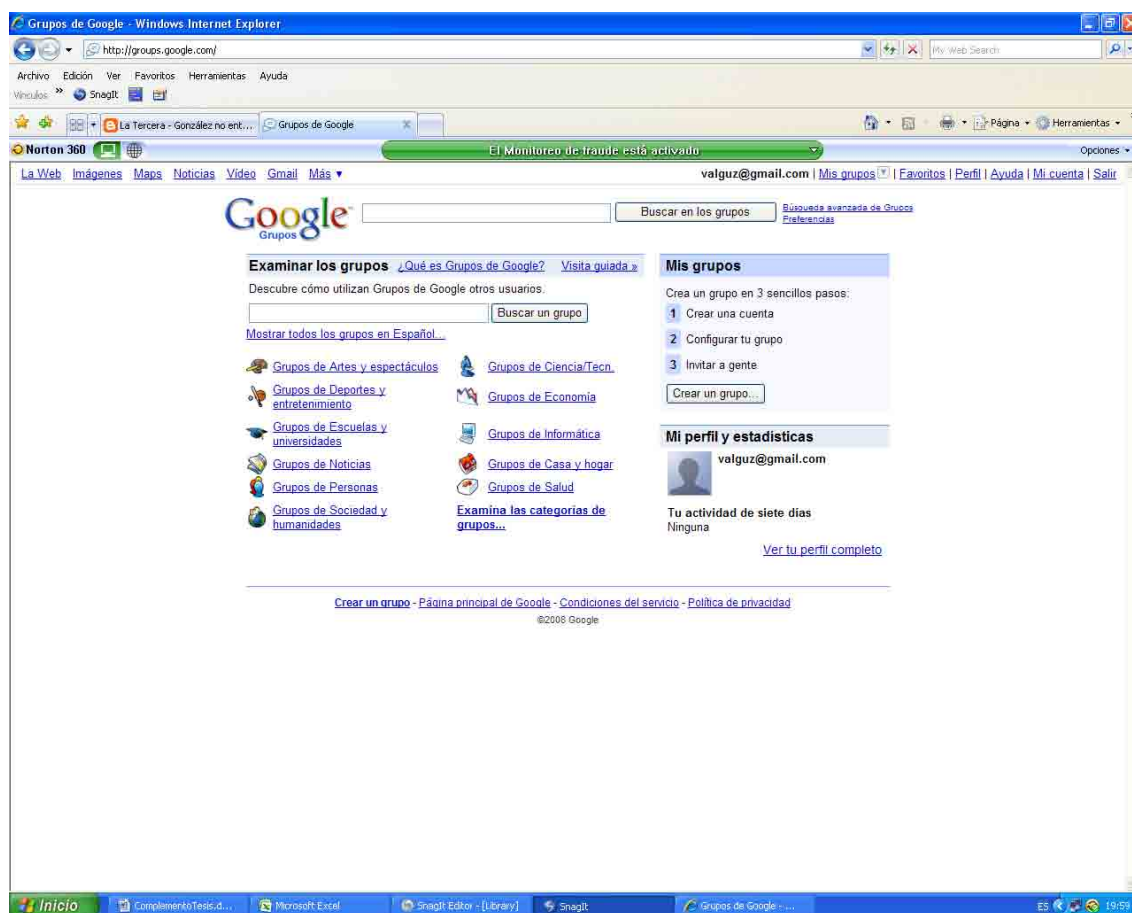 Grupos de Google - Windows Internet Explorer
http://groups.google.com/
My Web Search
Archivo Edición Ver Favoritos Herramientas Ayuda
Vínculos » SnagIt
La Tercera - González no ent... Grupos de Google Página Herramientas
Norton 360 El Monitoreo de fraude está activado Opciones
La Web Imágenes Maps Noticias Vídeo Gmail Más ▼ valguz@gmail.com | Mis grupos | Favoritos | Perfil | Ayuda | Mi cuenta | Salir
Google Grupos
Buscar en los grupos
Búsqueda avanzada de Grupos
Preferencias
Examinar los grupos ¿Qué es Grupos de Google? Visita guiada »
Descubre cómo utilizan Grupos de Google otros usuarios.
Buscar un grupo
Mostrar todos los grupos en Español...
Grupos de Artes y espectáculos
Grupos de Deportes y
entretenimiento
Grupos de Escuelas y
universidades
Grupos de Noticias
Grupos de Personas
Grupos de Sociedad y
humanidades
Grupos de Ciencia/Tecn.
Grupos de Economía
Grupos de Informática
Grupos de Casa y hogar
Grupos de Salud
Examina las categorías de
grupos...
Mis grupos
Crea un grupo en 3 sencillos pasos:
1 Crear una cuenta
2 Configurar tu grupo
3 Invitar a gente
Crear un grupo...
Mi perfil y estadísticas
valguz@gmail.com
Tu actividad de siete días
Ninguna
Ver tu perfil completo
Crear un grupo - Página principal de Google - Condiciones del servicio - Política de privacidad
©2008 Google
Inicio ComplementoTesis.d... Microsoft Excel SnagIt Editor - [Library] SnagIt Grupos de Google - ... ES 19:59